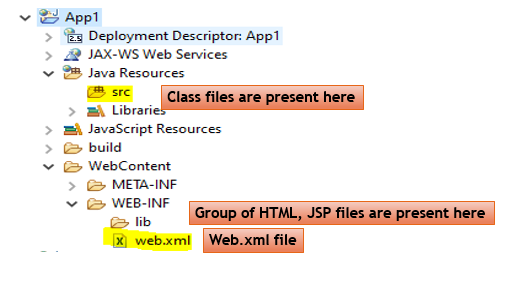 App1
Deployment Descriptor: App1
JAX-WS Web Services
Java Resources
src Class files are present here
Libraries
JavaScript Resources
build
WebContent
META-INF
WEB-INF
lib Group of HTML, JSP files are present here
web.xml Web.xml file